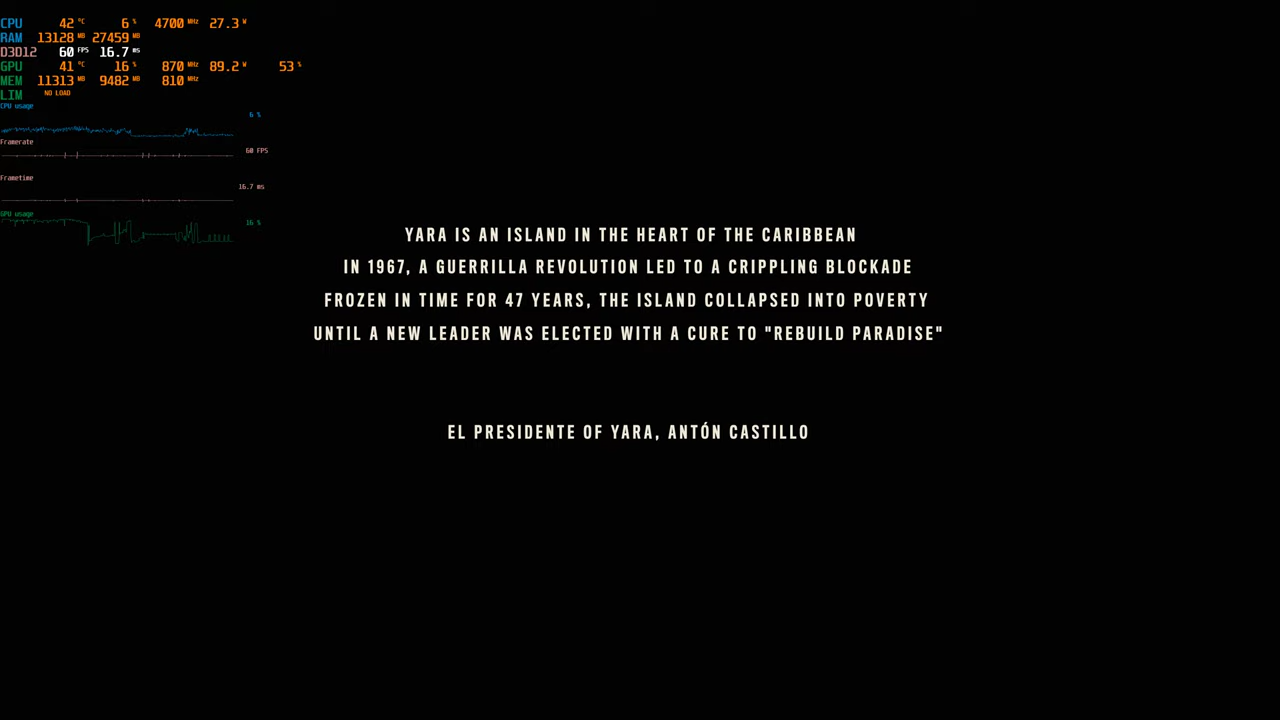 CPU 42 °C 6 % 4700 MHz 27.3 W
RAM 13128 MB 27459 MB
D3D12 60 FPS 16.7 ms
GPU 41 °C 16 % 870 MHz 89.2 W 53 %
MEM 11313 MB 9482 MB 810 MHz
LIM NO LOAD
CPU usage
6 %
Framerate
60 FPS
Frametime
16.7 ms
GPU usage
16 %
YARA IS AN ISLAND IN THE HEART OF THE CARIBBEAN
IN 1967, A GUERRILLA REVOLUTION LED TO A CRIPPLING BLOCKADE
FROZEN IN TIME FOR 47 YEARS, THE ISLAND COLLAPSED INTO POVERTY
UNTIL A NEW LEADER WAS ELECTED WITH A CURE TO "REBUILD PARADISE"
EL PRESIDENTE OF YARA, ANTÓN CASTILLO